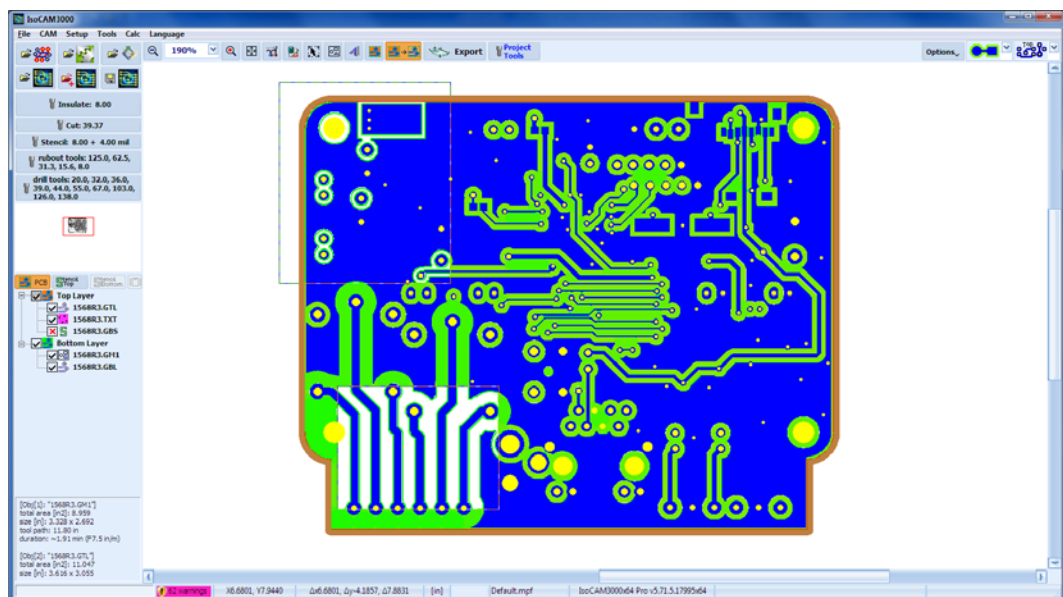 IsoCAM3000
File CAM Setup Tools Calc Language
190% Export Project Tools Options
TOP
Insulate: 8.00
Cut: 39.37
Stencil: 8.00 + 4.00 mil
rubout tools: 125.0, 62.5,
31.3, 15.6, 8.0
drill tools: 20.0, 32.0, 36.0,
39.0, 44.0, 55.0, 67.0, 103.0,
126.0, 138.0
PCB Stencil Top Stencil Bottom
Top Layer
1568R3.GTL
1568R3.TXT
1568R3.GBS
Bottom Layer
1568R3.GM1
1568R3.GBL
[Obj[1]: "1568R3.GM1"]
total area [in2]: 8.959
size [in]: 3.328 x 2.692
tool path: 11.80 in
duration: ~1.91 min (F7.5 in/m)
[Obj[2]: "1568R3.GTL"]
total area [in2]: 11.047
size [in]: 3.616 x 3.055
62 warnings X6.6801, Y7.9440 Δx6.6801, Δy-4.1857, Δ7.8831 [in] Default.mpf IsoCAM3000x64 Pro v5.71.5.17995x64